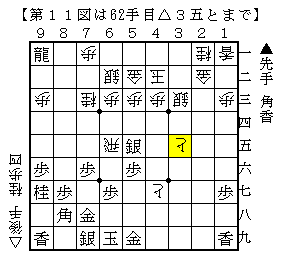 【第１１図は62手目△３五とまで】
９ ８ ７ ６ ５ ４ ３ ２ １
龍 歩 桂 香 一
銀 金 王 金 二
歩 桂 歩 歩 歩 銀 歩 三
四
飛 銀 と 五
歩 歩 歩 六
桂 歩 歩 と 歩 七
角 金 八
香 銀 玉 金 香 九
▲先手 角香
△後手 桂歩四